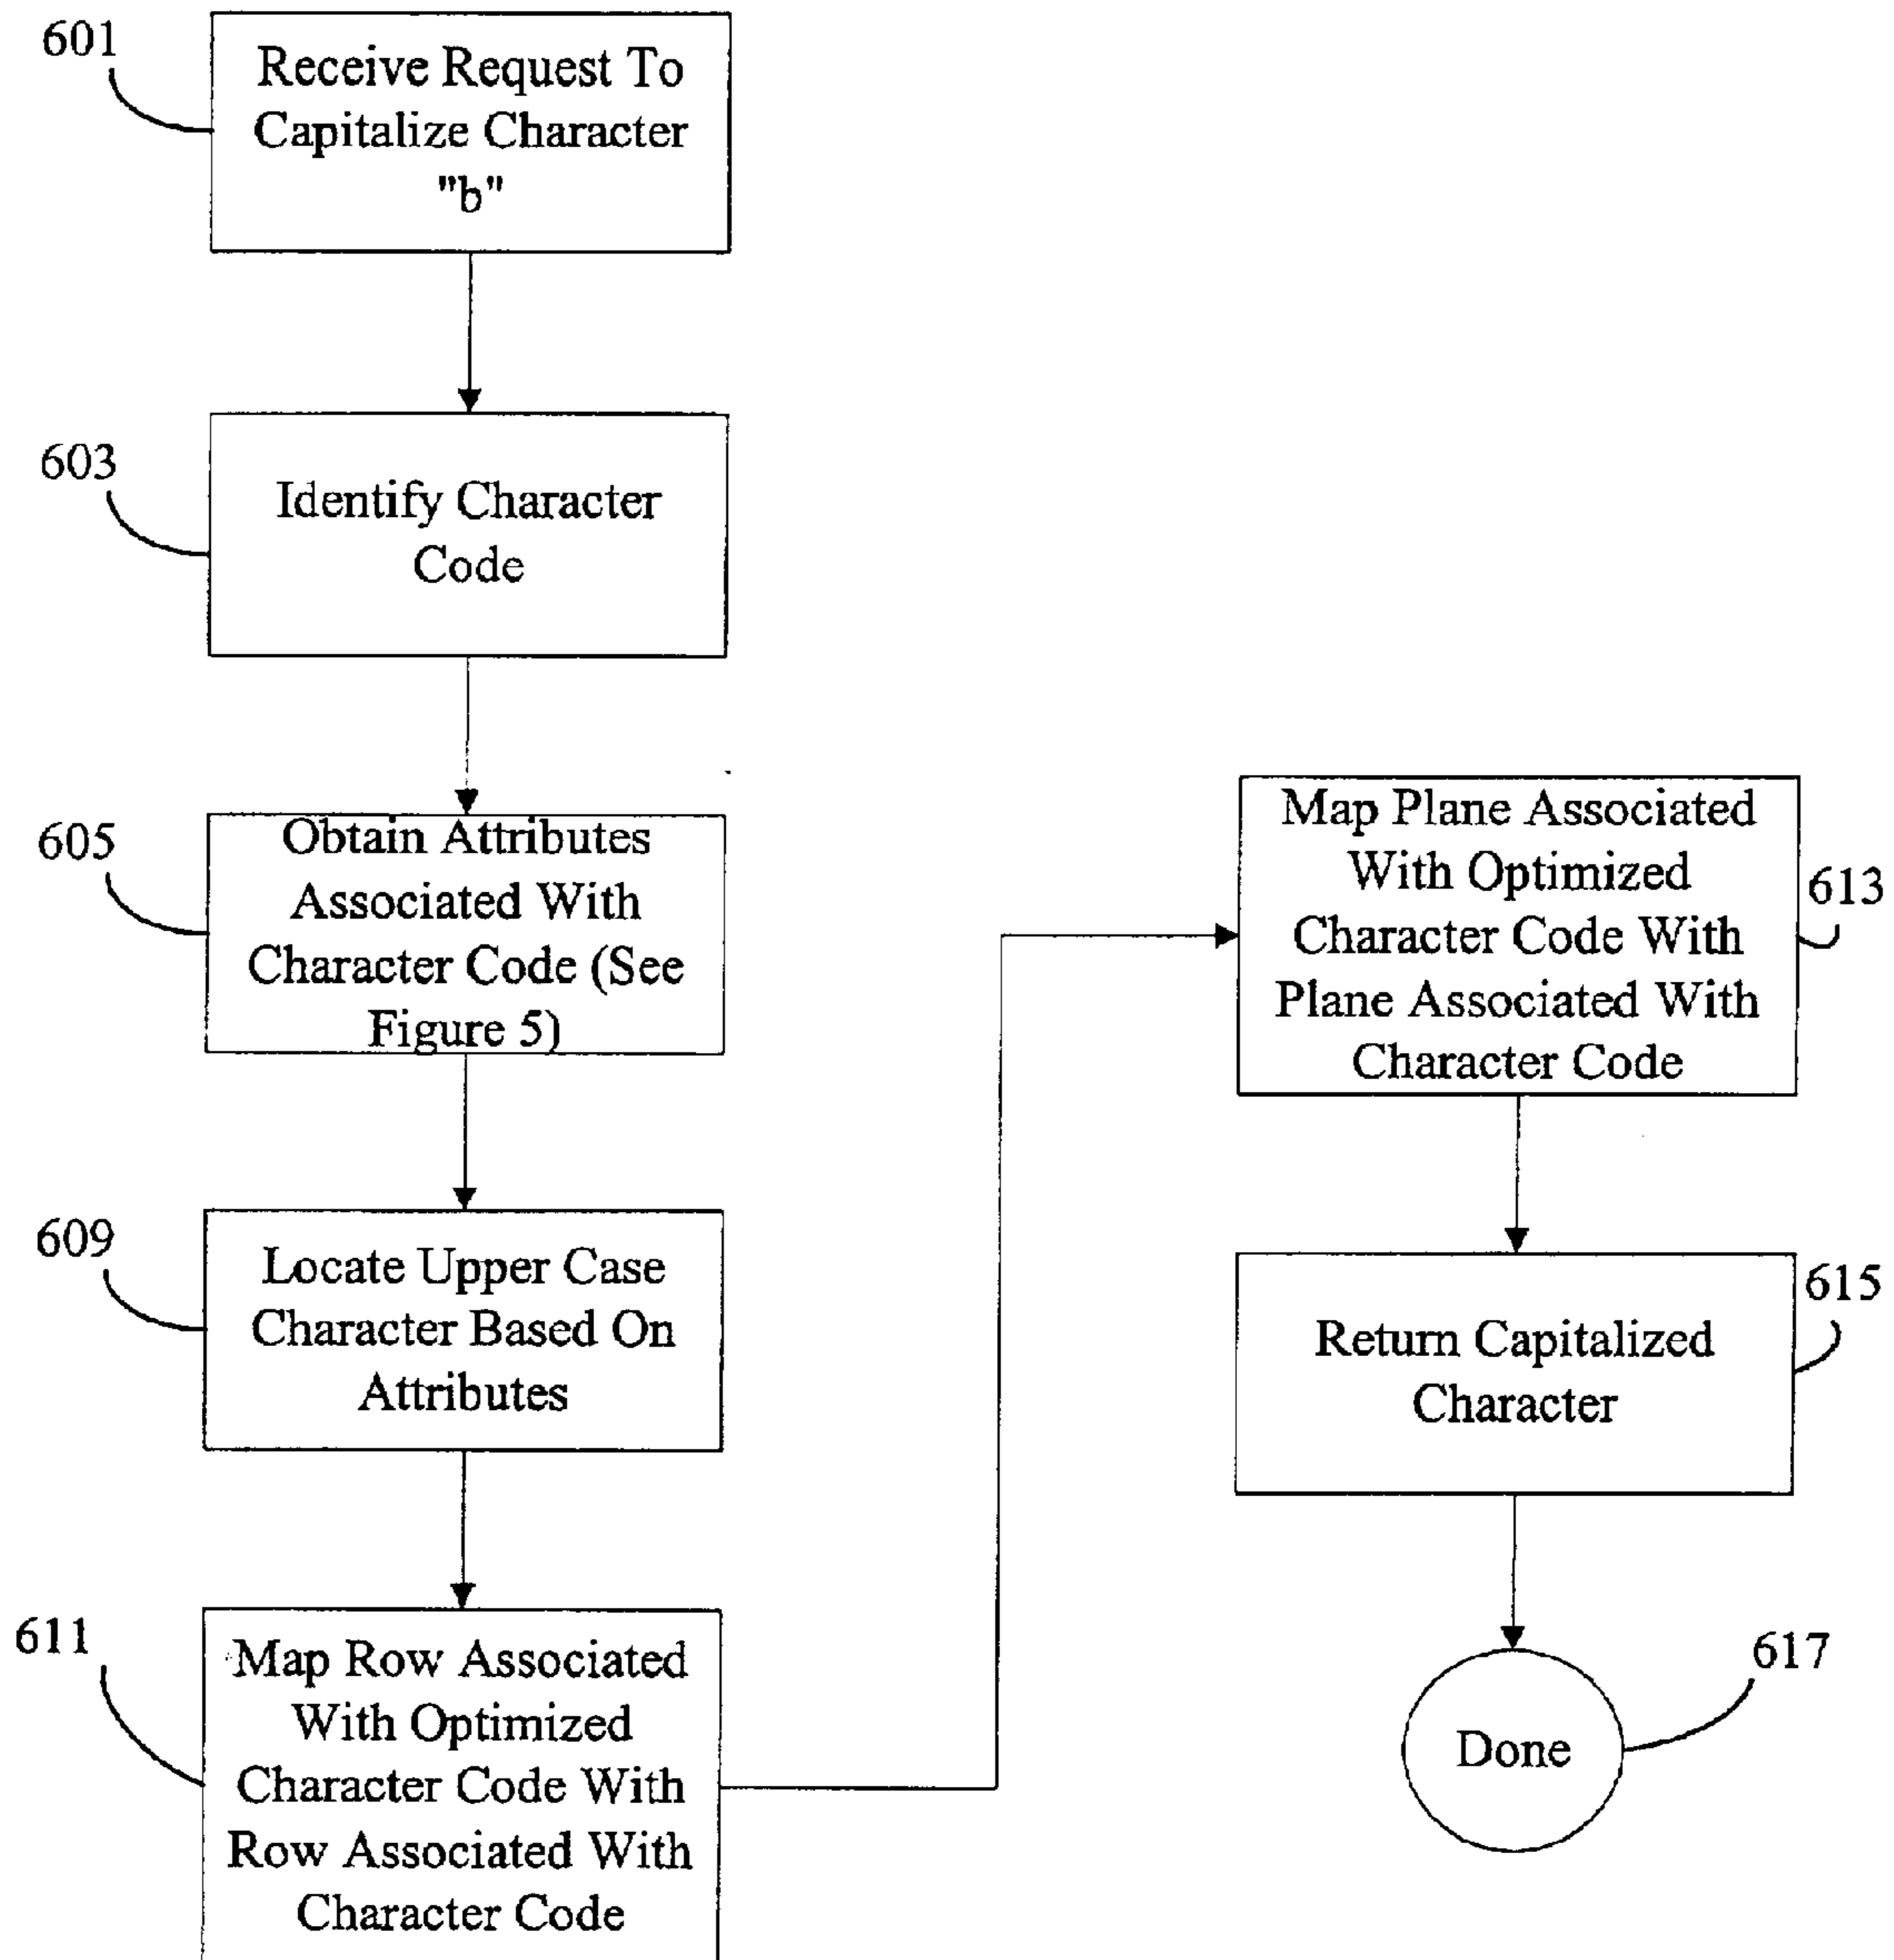 601
Receive Request To
Capitalize Character
"b"
603
Identify Character
Code
605
Obtain Attributes
Associated With
Character Code (See
Figure 5)
609
Locate Upper Case
Character Based On
Attributes
611
Map Row Associated
With Optimized
Character Code With
Row Associated With
Character Code
Map Plane Associated
With Optimized
Character Code With
Plane Associated With
Character Code
613
615
Return Capitalized
Character
617
Done